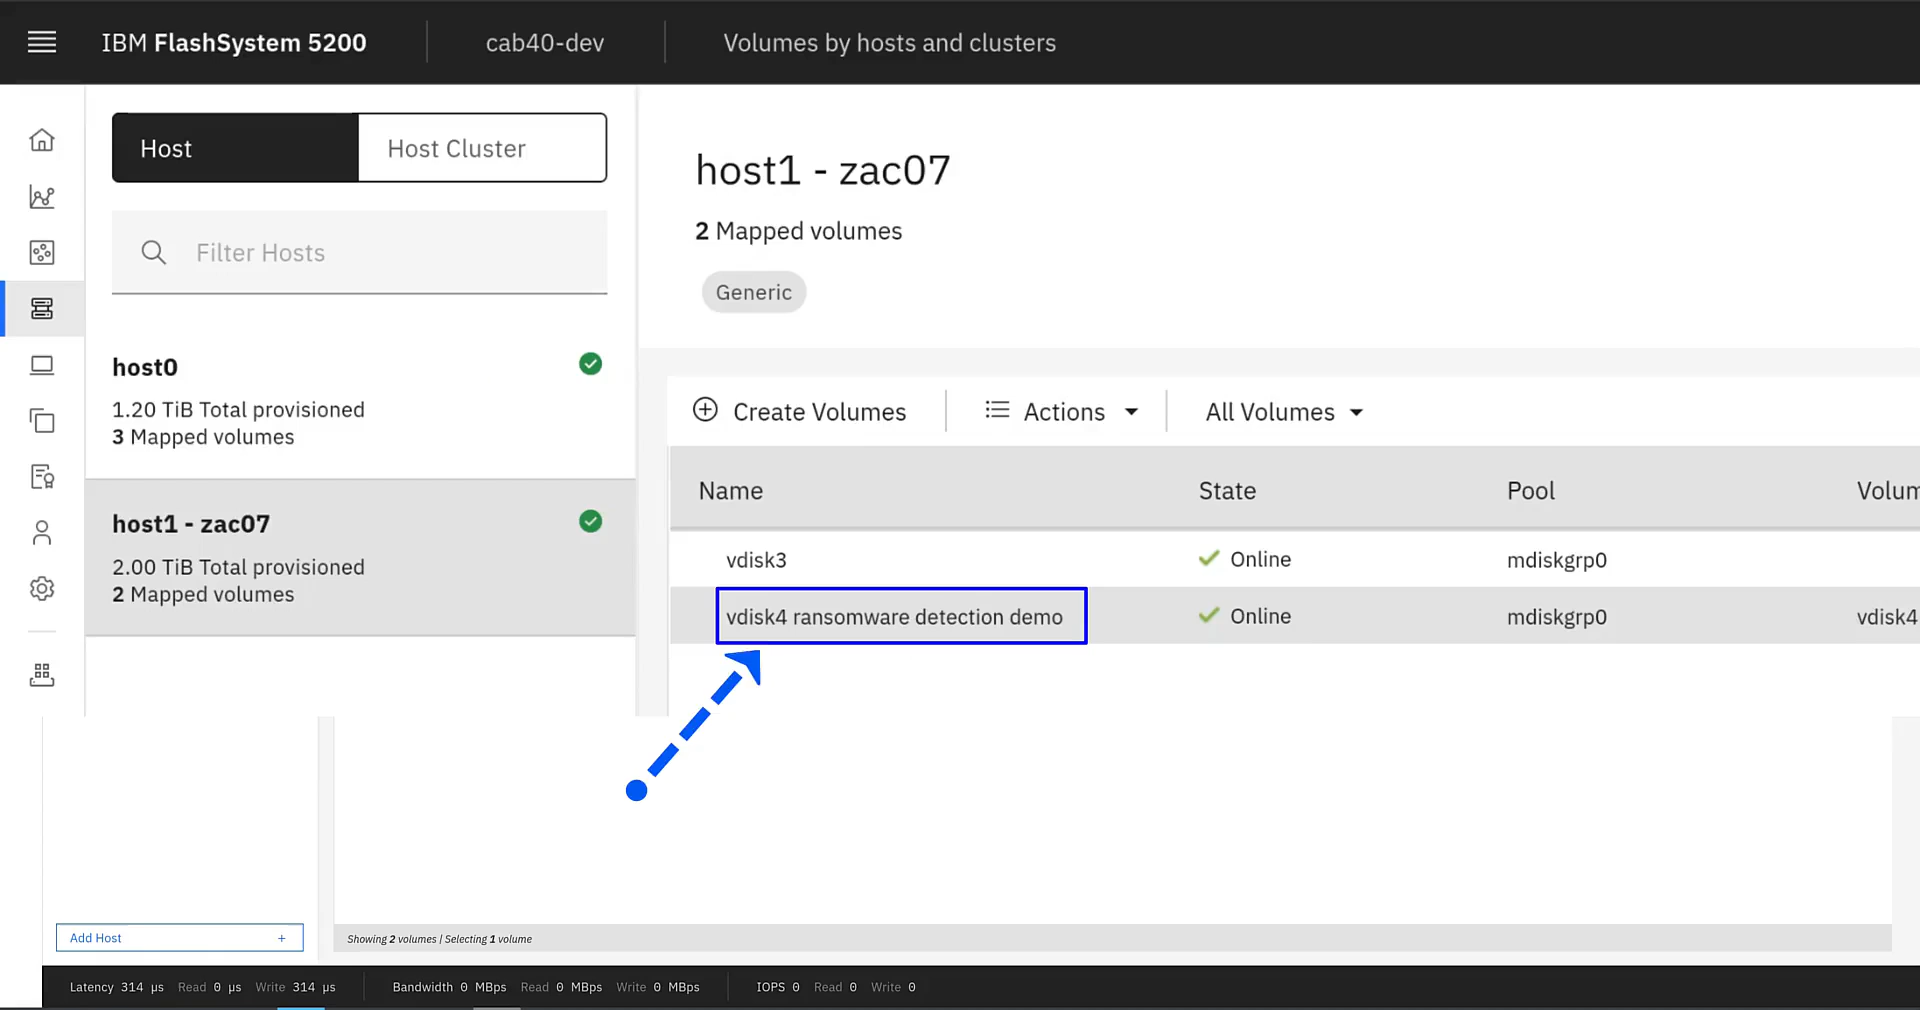 IBM FlashSystem 5200
cab40-dev
Volumes by hosts and clusters
Host
Host Cluster
Filter Hosts
host0
1.20 TiB Total provisioned
3 Mapped volumes
host1 - zac07
2.00 TiB Total provisioned
2 Mapped volumes
host1 - zac07
2 Mapped volumes
Generic
Create Volumes
Actions
All Volumes
Name State Pool Volum
vdisk3 Online mdiskgrp0
vdisk4 ransomware detection demo Online mdiskgrp0 vdisk4
Add Host +
Showing 2 volumes / Selecting 1 volume
Latency 314 µs Read 0 µs Write 314 µs Bandwidth 0 MBps Read 0 MBps Write 0 MBps IOPS 0 Read 0 Write 0